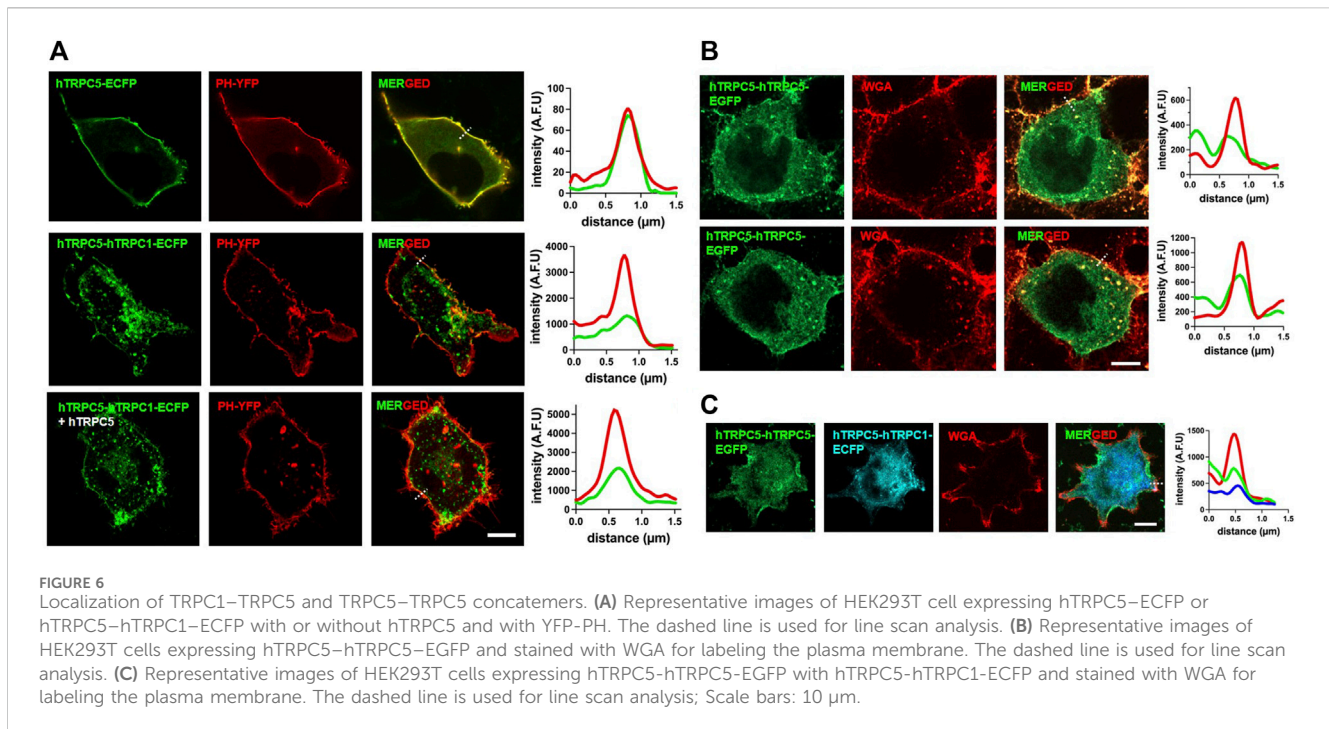 A
hTRPC5-ECFP
PH-YFP
MERGED
intensity (A.F.U)
100
80
60
40
20
0
0.0 0.5 1.0 1.5
distance (µm)
hTRPC5-hTRPC1-ECFP
PH-YFP
MERGED
intensity (A.F.U)
4000
3000
2000
1000
0
0.0 0.5 1.0 1.5
distance (µm)
hTRPC5-hTRPC1-ECFP
+ hTRPC5
PH-YFP
MERGED
intensity (A.F.U)
6000
5000
4000
3000
2000
1000
0
0.0 0.5 1.0 1.5
distance (µm)
B
hTRPC5-hTRPC5-
EGFP
WGA
MERGED
intensity (A.F.U)
600
400
200
0
0.0 0.5 1.0 1.5
distance (µm)
hTRPC5-hTRPC5-
EGFP
WGA
MERGED
intensity (A.F.U)
1200
1000
800
600
400
200
0
0.0 0.5 1.0 1.5
distance (µm)
C
hTRPC5-hTRPC5-
EGFP
hTRPC5-hTRPC1-
ECFP
WGA
MERGED
intensity (A.F.U)
1500
1000
500
0
0.0 0.5 1.0 1.5
distance (µm)
FIGURE 6
Localization of TRPC1–TRPC5 and TRPC5–TRPC5 concatemers. (A) Representative images of HEK293T cell expressing hTRPC5–ECFP or
hTRPC5–hTRPC1–ECFP with or without hTRPC5 and with YFP-PH. The dashed line is used for line scan analysis. (B) Representative images of
HEK293T cells expressing hTRPC5–hTRPC5–EGFP and stained with WGA for labeling the plasma membrane. The dashed line is used for line scan
analysis. (C) Representative images of HEK293T cells expressing hTRPC5-hTRPC5-EGFP with hTRPC5-hTRPC1-ECFP and stained with WGA for
labeling the plasma membrane. The dashed line is used for line scan analysis; Scale bars: 10 µm.